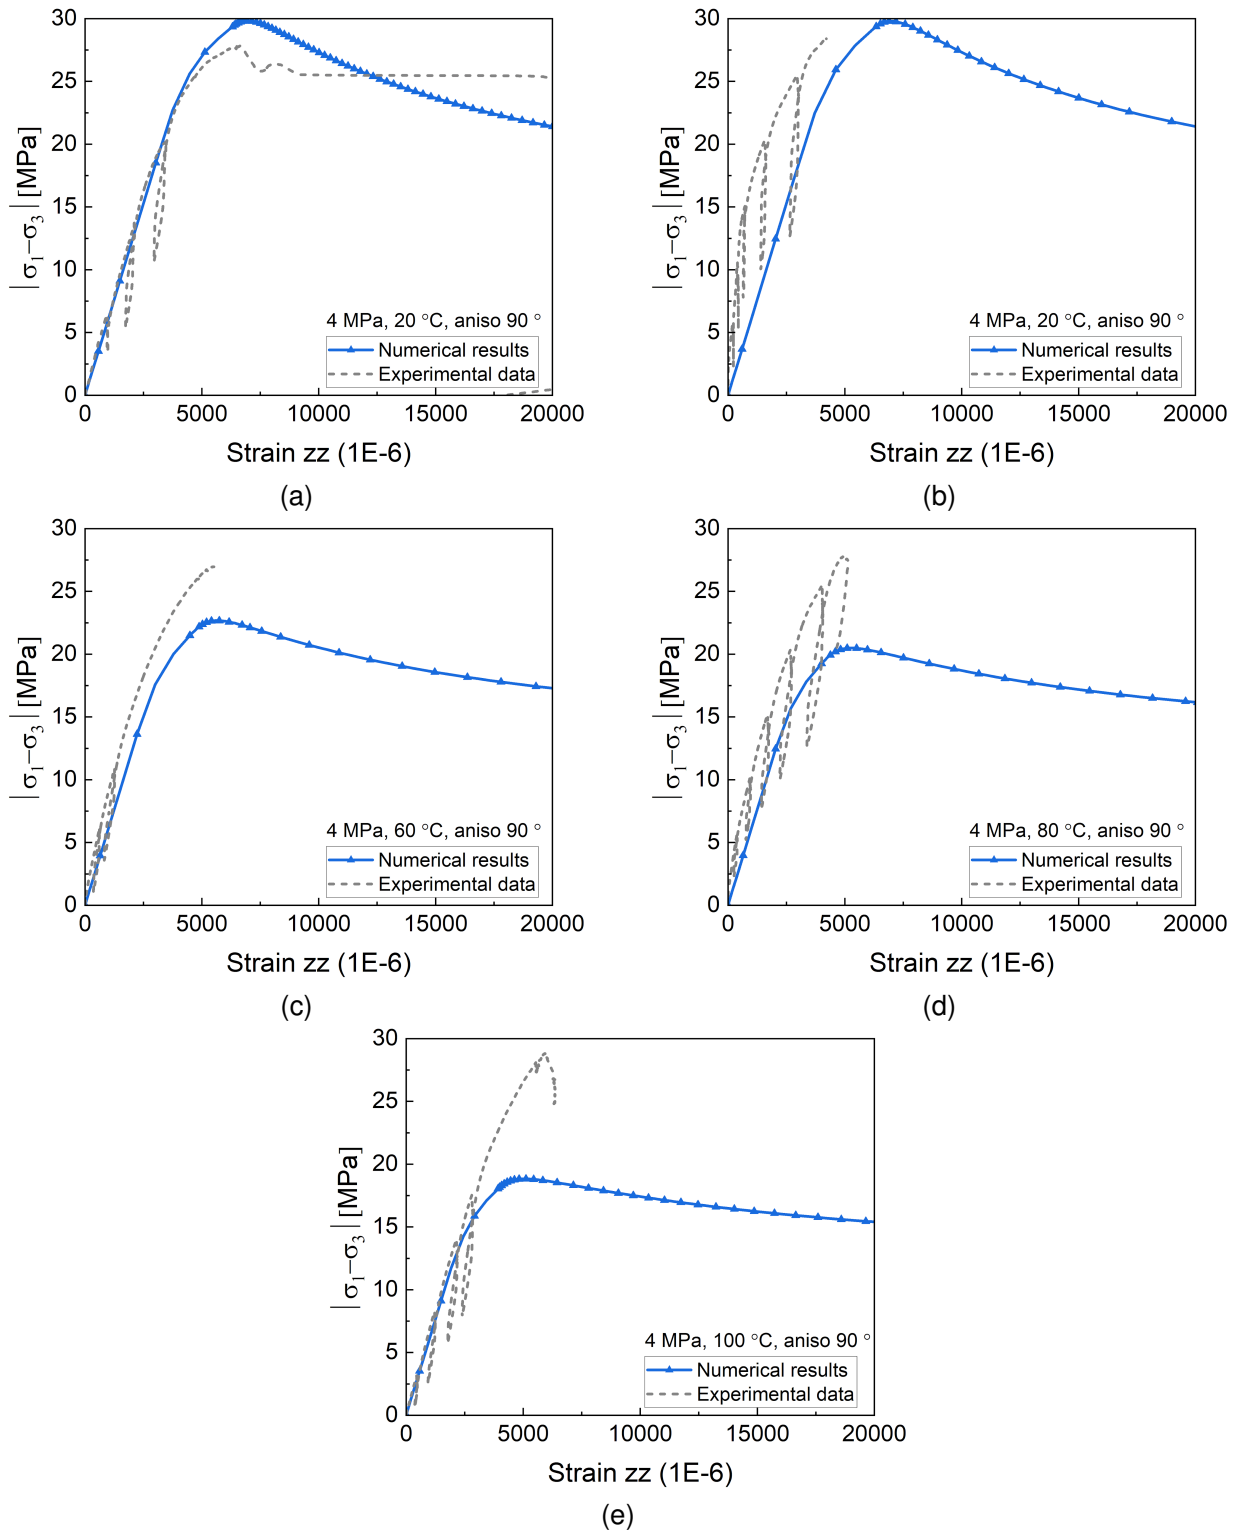 30
25
20
15
10
5
0
|σ1−σ3| [MPa]
4 MPa, 20 °C, aniso 90 °
Numerical results
Experimental data
0 5000 10000 15000 20000
Strain zz (1E-6)
(a)
30
25
20
15
10
5
0
|σ1−σ3| [MPa]
4 MPa, 20 °C, aniso 90 °
Numerical results
Experimental data
0 5000 10000 15000 20000
Strain zz (1E-6)
(b)
30
25
20
15
10
5
0
|σ1−σ3| [MPa]
4 MPa, 60 °C, aniso 90 °
Numerical results
Experimental data
0 5000 10000 15000 20000
Strain zz (1E-6)
(c)
30
25
20
15
10
5
0
|σ1−σ3| [MPa]
4 MPa, 80 °C, aniso 90 °
Numerical results
Experimental data
0 5000 10000 15000 20000
Strain zz (1E-6)
(d)
30
25
20
15
10
5
0
|σ1−σ3| [MPa]
4 MPa, 100 °C, aniso 90 °
Numerical results
Experimental data
0 5000 10000 15000 20000
Strain zz (1E-6)
(e)